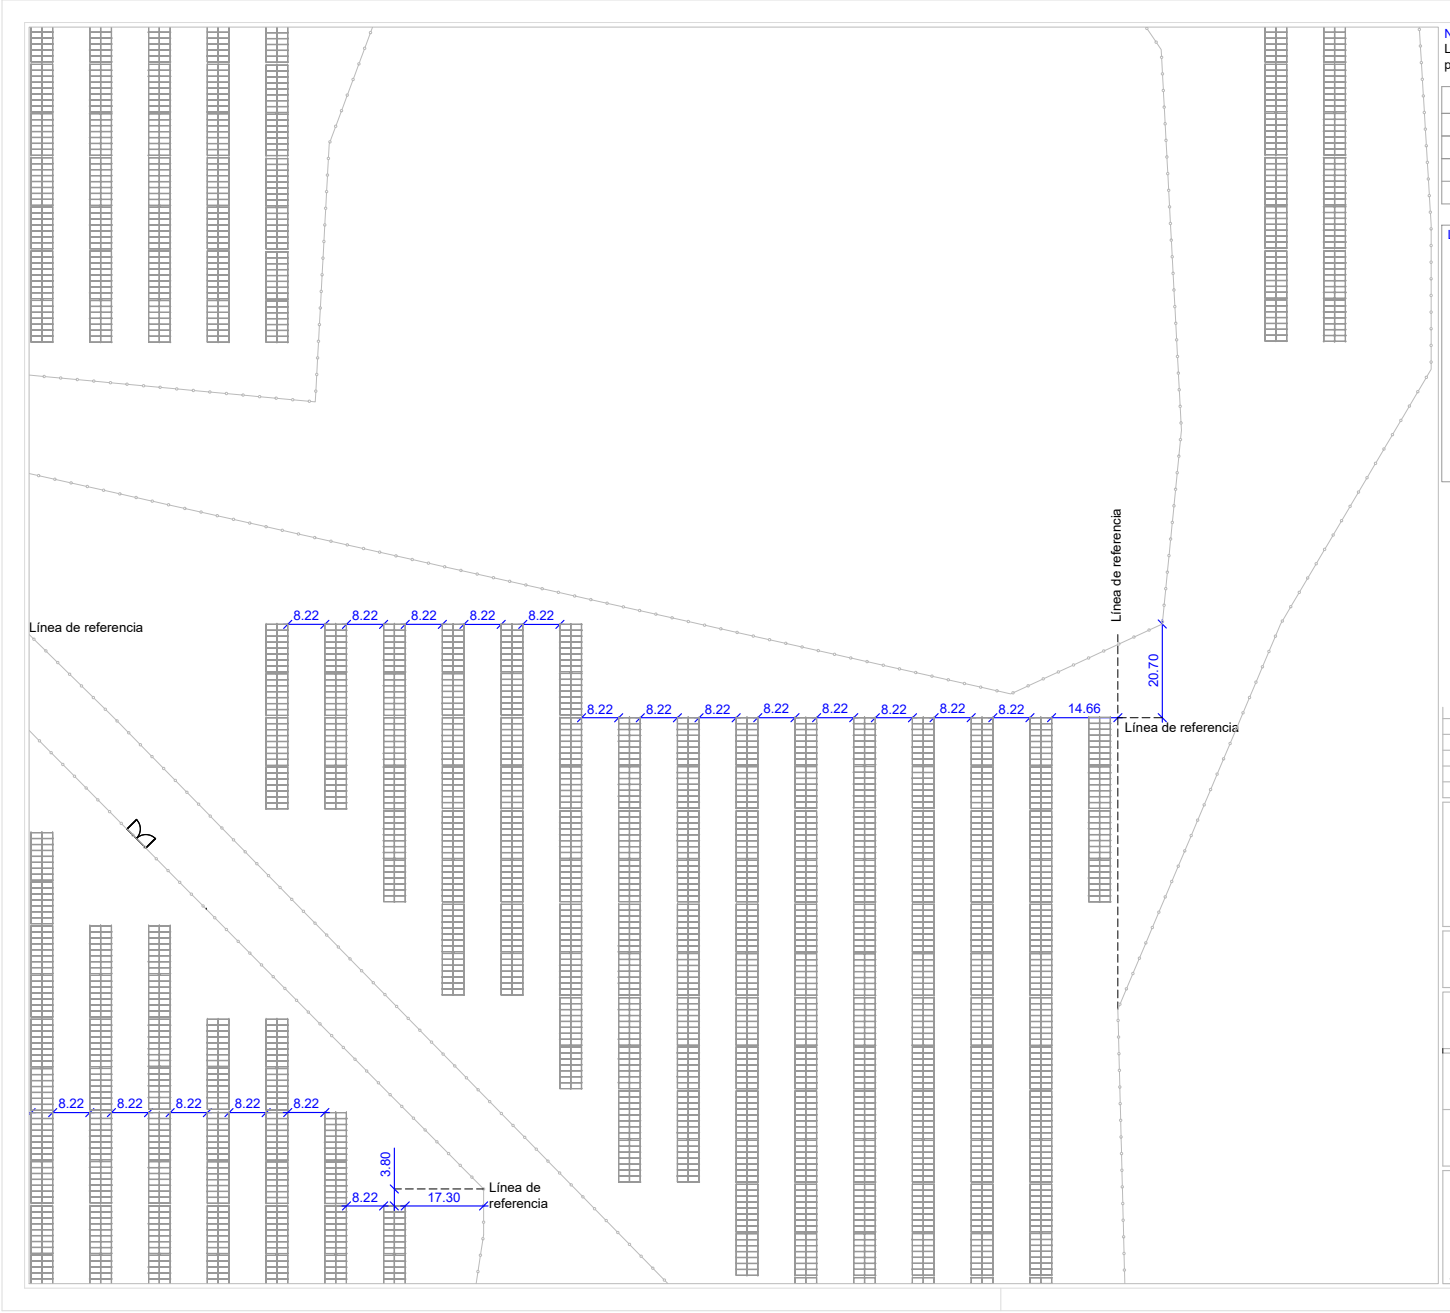 N
L
p
Línea de referencia
8.22 8.22 8.22 8.22 8.22
Línea de referencia
20.70
8.22 8.22 8.22 8.22 8.22 8.22 8.22 8.22 14.66
Línea de referencia
8.22 8.22 8.22 8.22 8.22
3.80
Línea de
referencia
8.22 17.30